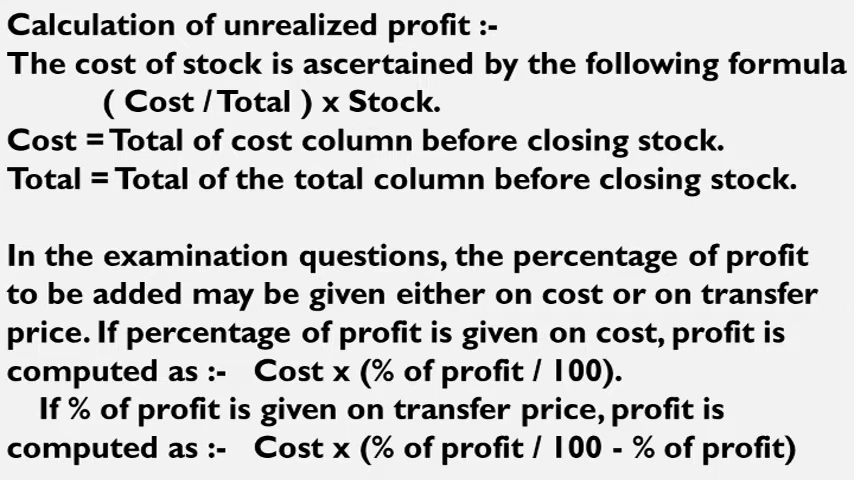 Calculation of unrealized profit :-
The cost of stock is ascertained by the following formula
( Cost / Total ) x Stock.
Cost = Total of cost column before closing stock.
Total = Total of the total column before closing stock.
In the examination questions, the percentage of profit
to be added may be given either on cost or on transfer
price. If percentage of profit is given on cost, profit is
computed as :- Cost x (% of profit / 100).
If % of profit is given on transfer price, profit is
computed as :- Cost x (% of profit / 100 - % of profit)